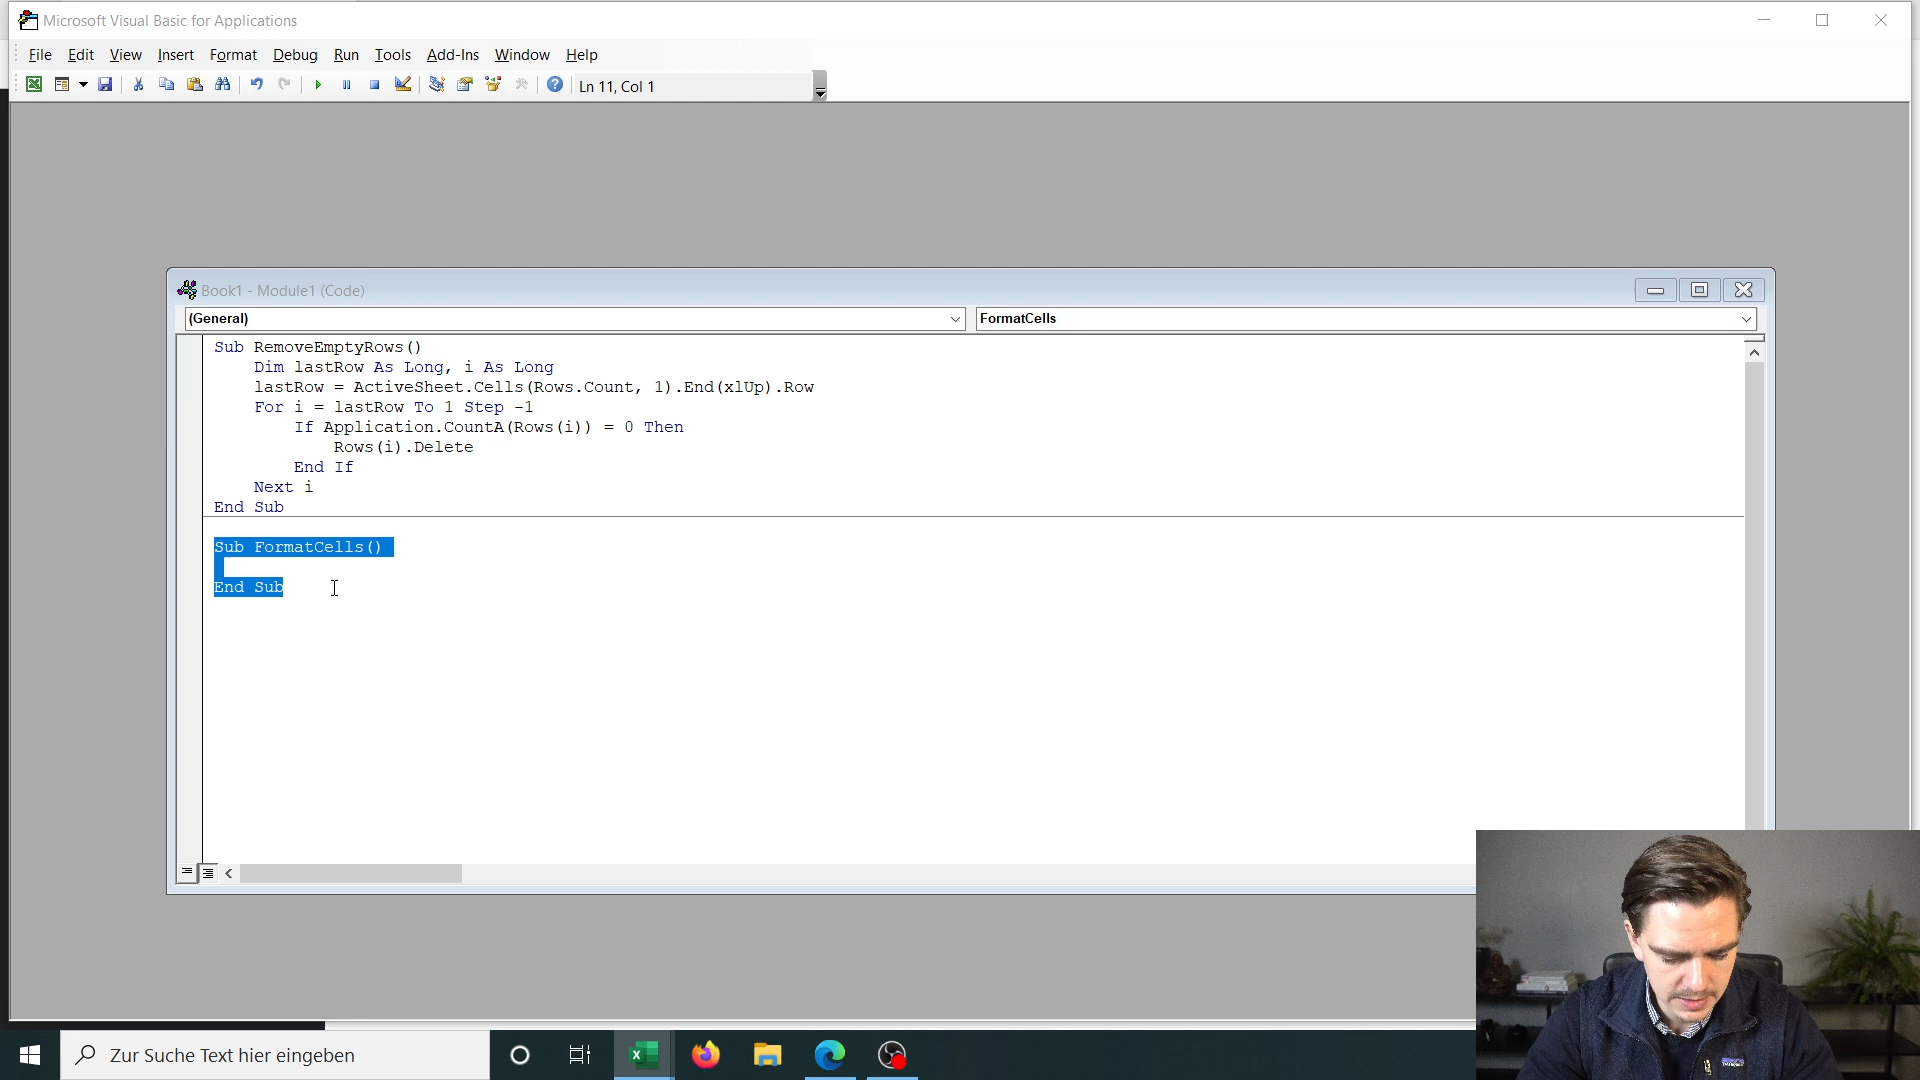 Microsoft Visual Basic for Applications
File Edit View Insert Format Debug Run Tools Add-Ins Window Help
Ln 11, Col 1
Book1 - Module1 (Code)
(General) FormatCells
Sub RemoveEmptyRows()
Dim lastRow As Long, i As Long
lastRow = ActiveSheet.Cells(Rows.Count, 1).End(xlUp).Row
For i = lastRow To 1 Step -1
If Application.CountA(Rows(i)) = 0 Then
Rows(i).Delete
End If
Next i
End Sub
Sub FormatCells()
End Sub
Zur Suche Text hier eingeben